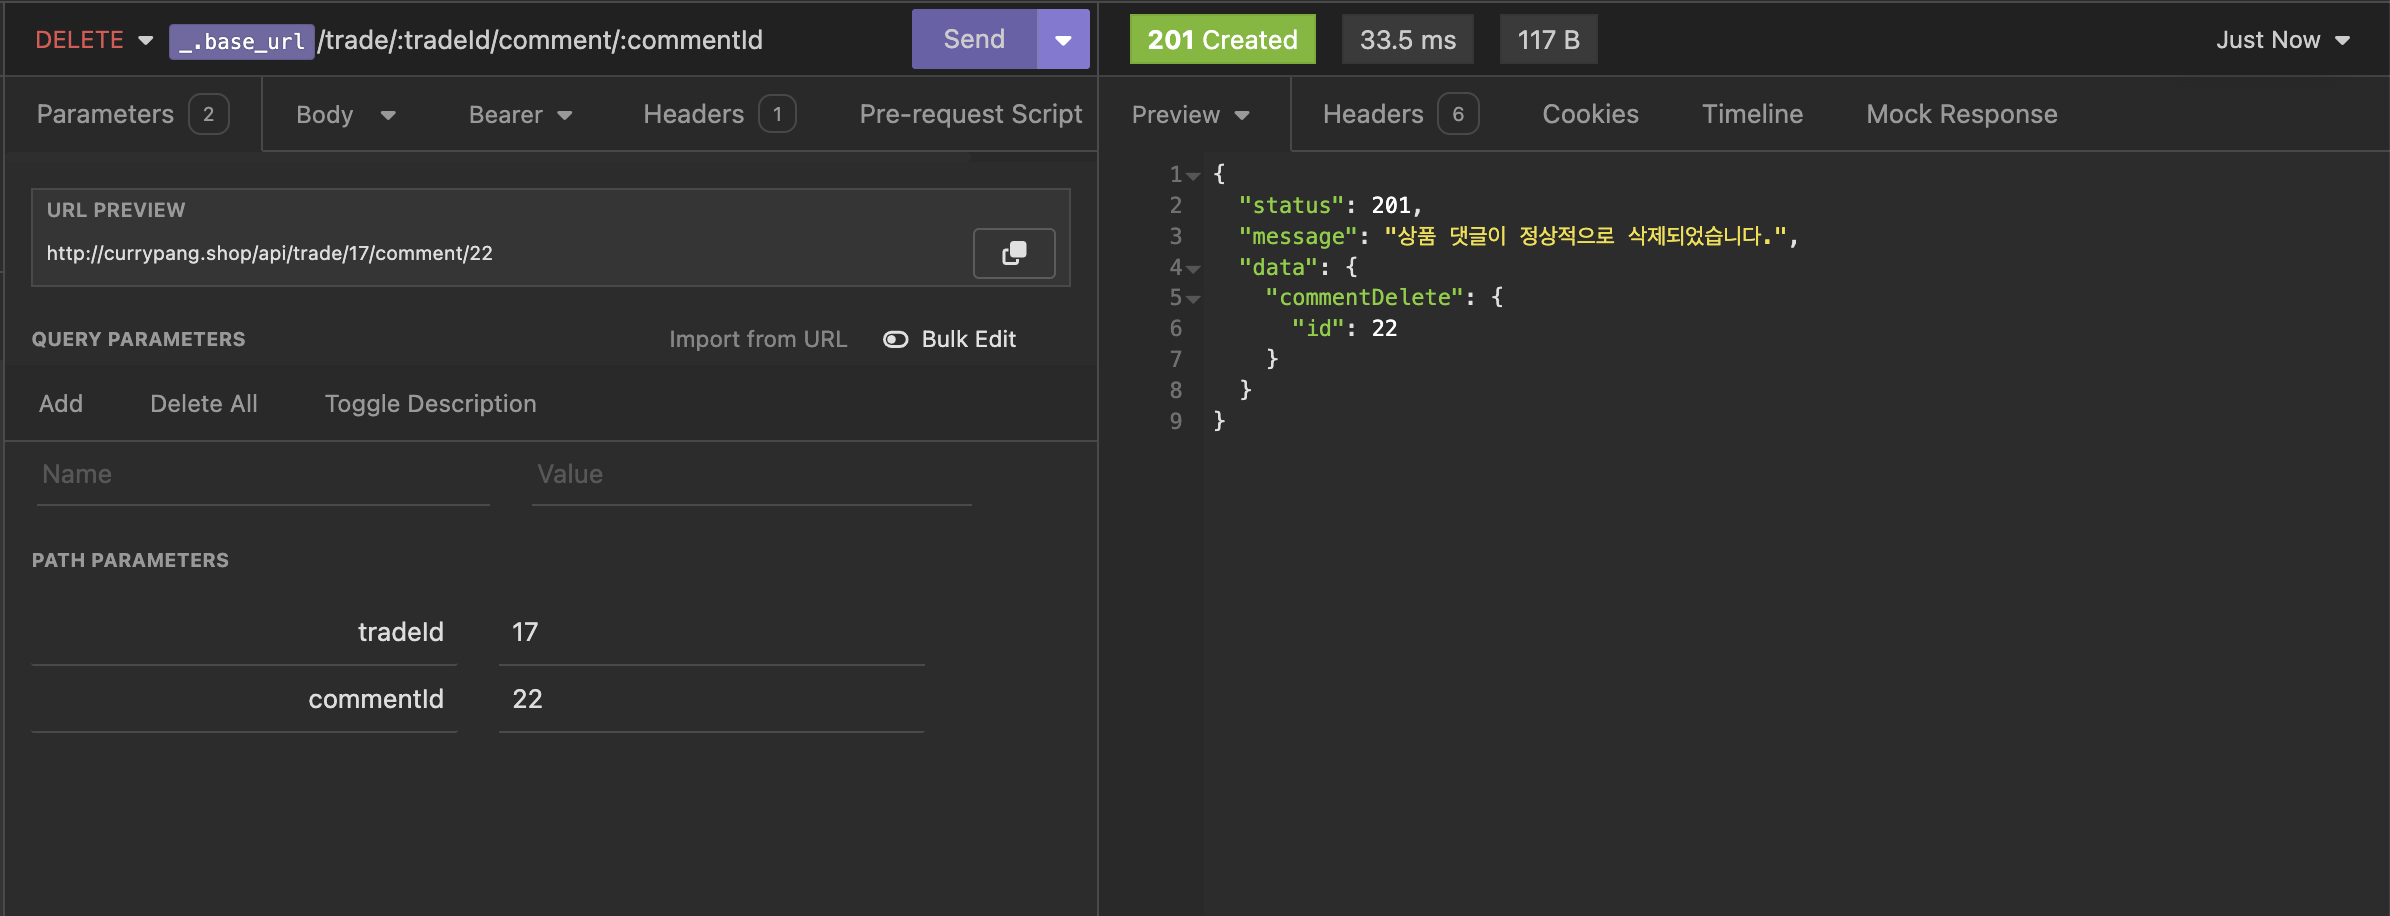 DELETE _.base_url/trade/:tradeId/comment/:commentId Send
201 Created 33.5 ms 117 B Just Now
Parameters 2 Body Bearer Headers 1 Pre-request Script
Preview Headers 6 Cookies Timeline Mock Response
URL PREVIEW
http://currypang.shop/api/trade/17/comment/22
QUERY PARAMETERS Import from URL Bulk Edit
Add Delete All Toggle Description
Name Value
PATH PARAMETERS
tradeId 17
commentId 22
1 {
2 "status": 201,
3 "message": "상품 댓글이 정상적으로 삭제되었습니다.",
4 "data": {
5 "commentDelete": {
6 "id": 22
7 }
8 }
9 }